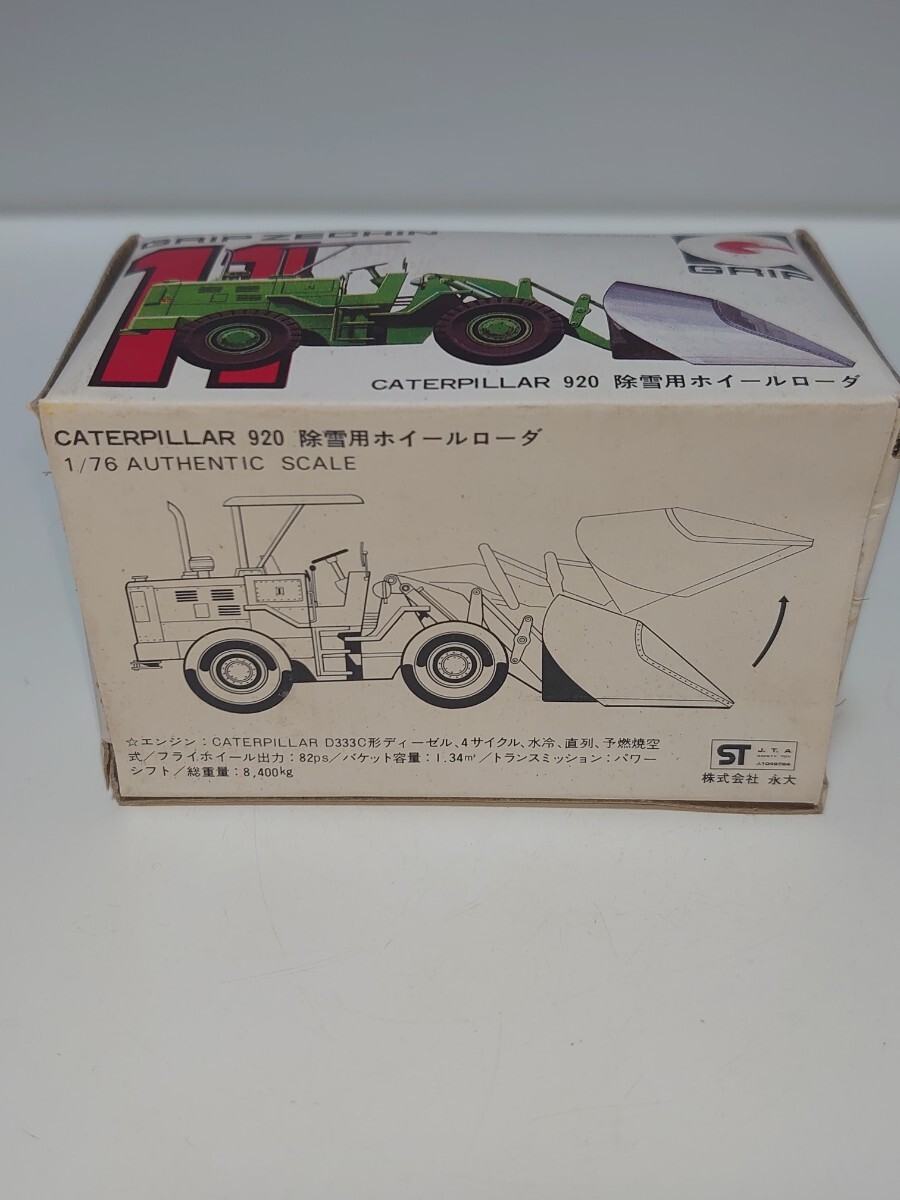 GRIP ZECHIN
11
GRIP
CATERPILLAR 920 除雪用ホイールローダ
CATERPILLAR 920 除雪用ホイールローダ
1/76 AUTHENTIC SCALE
☆エンジン:CATERPILLAR D333C形ディーゼル、4サイクル、水冷、直列、予燃焼空
式/フライホイール出力:82ps/バケット容量:1.34㎥/トランスミッション:パワー
シフト/総重量:8,400kg
ST
J.T.A
SAFETY TOY
株式会社 永大